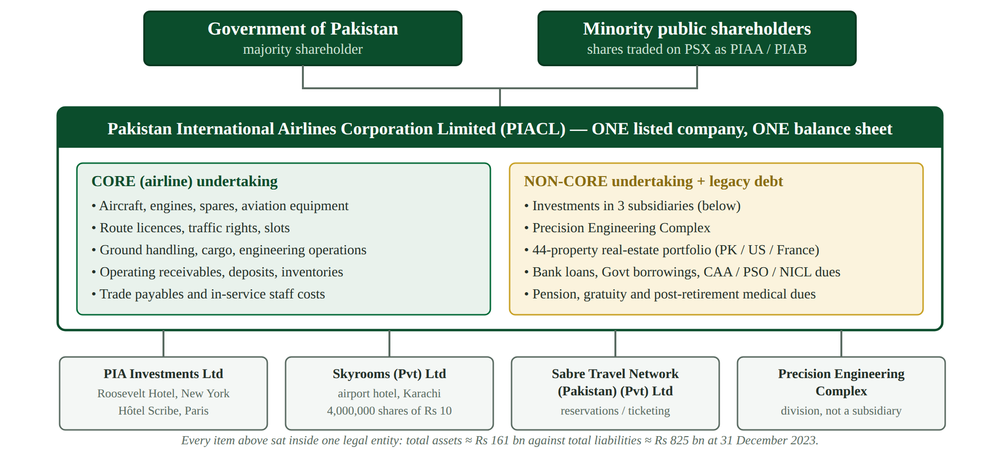 Government of Pakistan
majority shareholder
Minority public shareholders
shares traded on PSX as PIAA / PIAB
Pakistan International Airlines Corporation Limited (PIACL) — ONE listed company, ONE balance sheet
CORE (airline) undertaking
• Aircraft, engines, spares, aviation equipment
• Route licences, traffic rights, slots
• Ground handling, cargo, engineering operations
• Operating receivables, deposits, inventories
• Trade payables and in-service staff costs
NON-CORE undertaking + legacy debt
• Investments in 3 subsidiaries (below)
• Precision Engineering Complex
• 44-property real-estate portfolio (PK / US / France)
• Bank loans, Govt borrowings, CAA / PSO / NICL dues
• Pension, gratuity and post-retirement medical dues
PIA Investments Ltd
Roosevelt Hotel, New York
Hôtel Scribe, Paris
Skyrooms (Pvt) Ltd
airport hotel, Karachi
4,000,000 shares of Rs 10
Sabre Travel Network
(Pakistan) (Pvt) Ltd
reservations / ticketing
Precision Engineering
Complex
division, not a subsidiary
Every item above sat inside one legal entity: total assets ≈ Rs 161 bn against total liabilities ≈ Rs 825 bn at 31 December 2023.